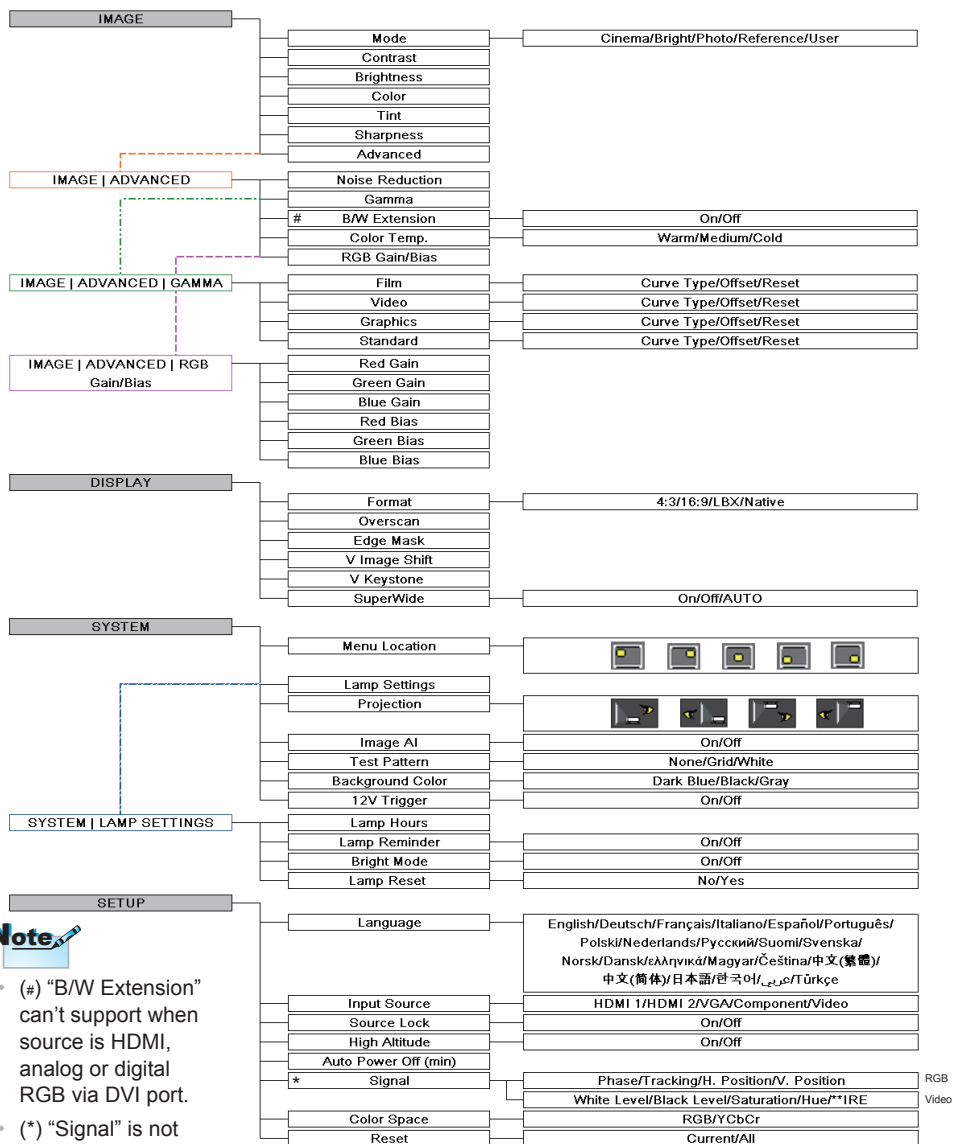 IMAGE
Mode Cinema/Bright/Photo/Reference/User
Contrast
Brightness
Color
Tint
Sharpness
Advanced
IMAGE | ADVANCED Noise Reduction
Gamma
# B/W Extension On/Off
Color Temp. Warm/Medium/Cold
RGB Gain/Bias
IMAGE | ADVANCED | GAMMA Film Curve Type/Offset/Reset
Video Curve Type/Offset/Reset
Graphics Curve Type/Offset/Reset
Standard Curve Type/Offset/Reset
IMAGE | ADVANCED | RGB
Gain/Bias
Red Gain
Green Gain
Blue Gain
Red Bias
Green Bias
Blue Bias
DISPLAY
Format 4:3/16:9/LBX/Native
Overscan
Edge Mask
V Image Shift
V Keystone
SuperWide On/Off/AUTO
SYSTEM
Menu Location
Lamp Settings
Projection
Image AI On/Off
Test Pattern None/Grid/White
Background Color Dark Blue/Black/Gray
12V Trigger On/Off
SYSTEM | LAMP SETTINGS Lamp Hours
Lamp Reminder On/Off
Bright Mode On/Off
Lamp Reset No/Yes
SETUP
Language English/Deutsch/Français/Italiano/Español/Português/
Polski/Nederlands/Русский/Suomi/Svenska/
Norsk/Dansk/ελληνικά/Magyar/Čeština/中文(繁體)/
中文(简体)/日本語/한국어/عربي/Türkçe
Input Source HDMI 1/HDMI 2/VGA/Component/Video
Source Lock On/Off
High Altitude On/Off
Auto Power Off (min)
* Signal Phase/Tracking/H. Position/V. Position RGB
White Level/Black Level/Saturation/Hue/**IRE Video
Color Space RGB/YCbCr
Reset Current/All
Note
(#) “B/W Extension”
can’t support when
source is HDMI,
analog or digital
RGB via DVI port.
(*) “Signal” is not